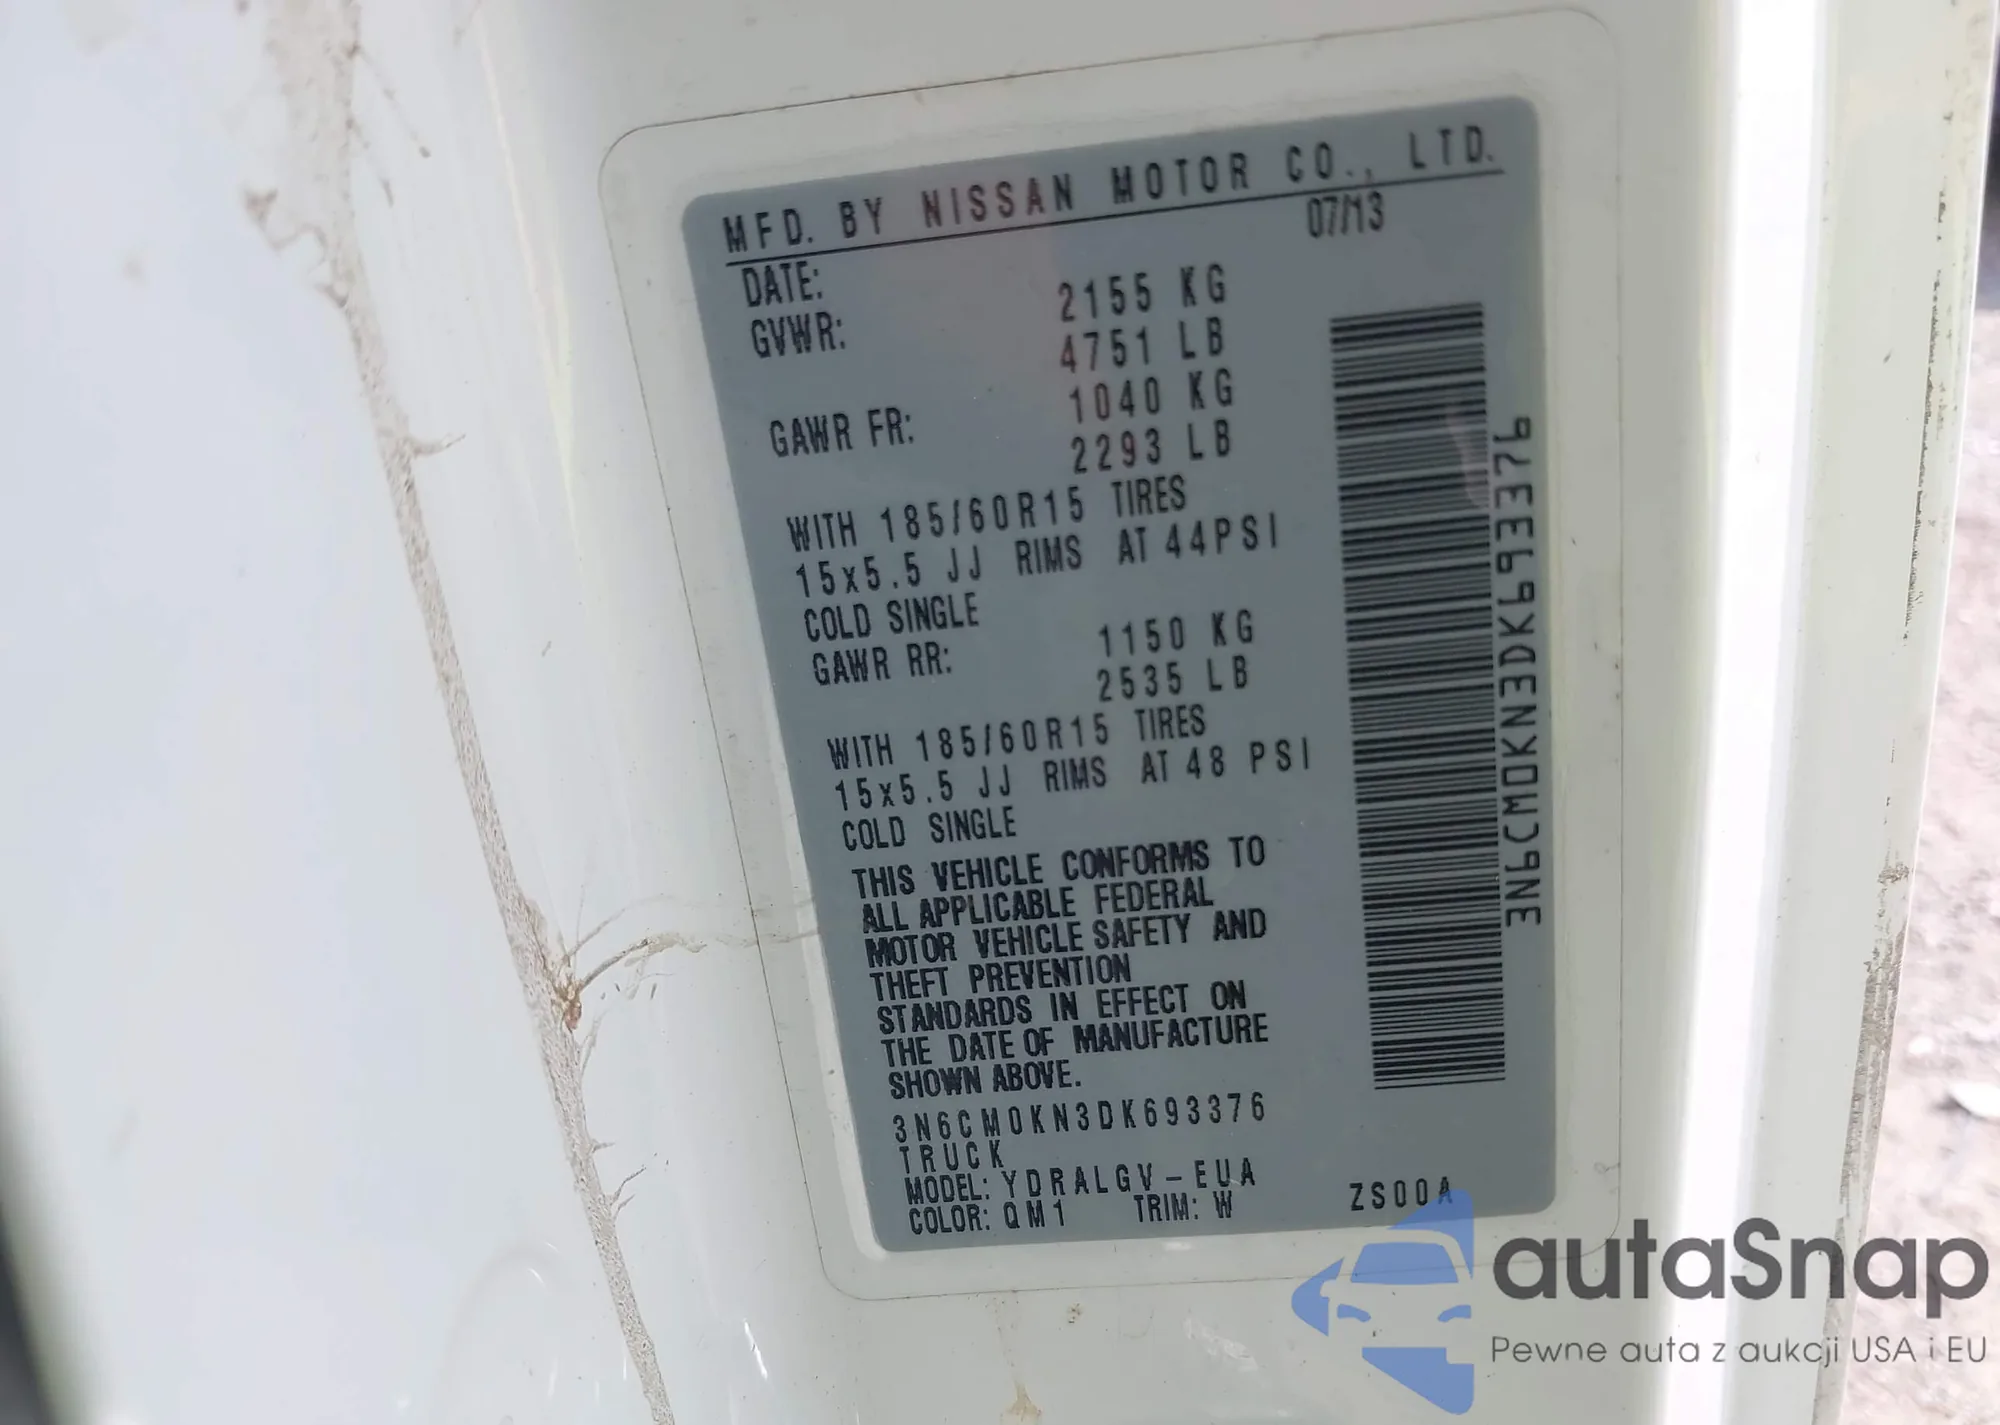 MFD. BY NISSAN MOTOR CO., LTD.
DATE: 07/13
GVWR: 2155 KG
4751 LB
GAWR FR: 1040 KG
2293 LB
WITH 185/60R15 TIRES
15x5.5 JJ RIMS AT 44PSI
COLD SINGLE
GAWR RR: 1150 KG
2535 LB
WITH 185/60R15 TIRES
15x5.5 JJ RIMS AT 48 PSI
COLD SINGLE
THIS VEHICLE CONFORMS TO
ALL APPLICABLE FEDERAL
MOTOR VEHICLE SAFETY AND
THEFT PREVENTION
STANDARDS IN EFFECT ON
THE DATE OF MANUFACTURE
SHOWN ABOVE.
3N6CM0KN3DK693376
TRUCK
MODEL: YDRALGV-EUA
COLOR: QM1 TRIM: W ZS00A
3N6CM0KN3DK693376
autaSnap
Pewne auta z aukcji USA i EU